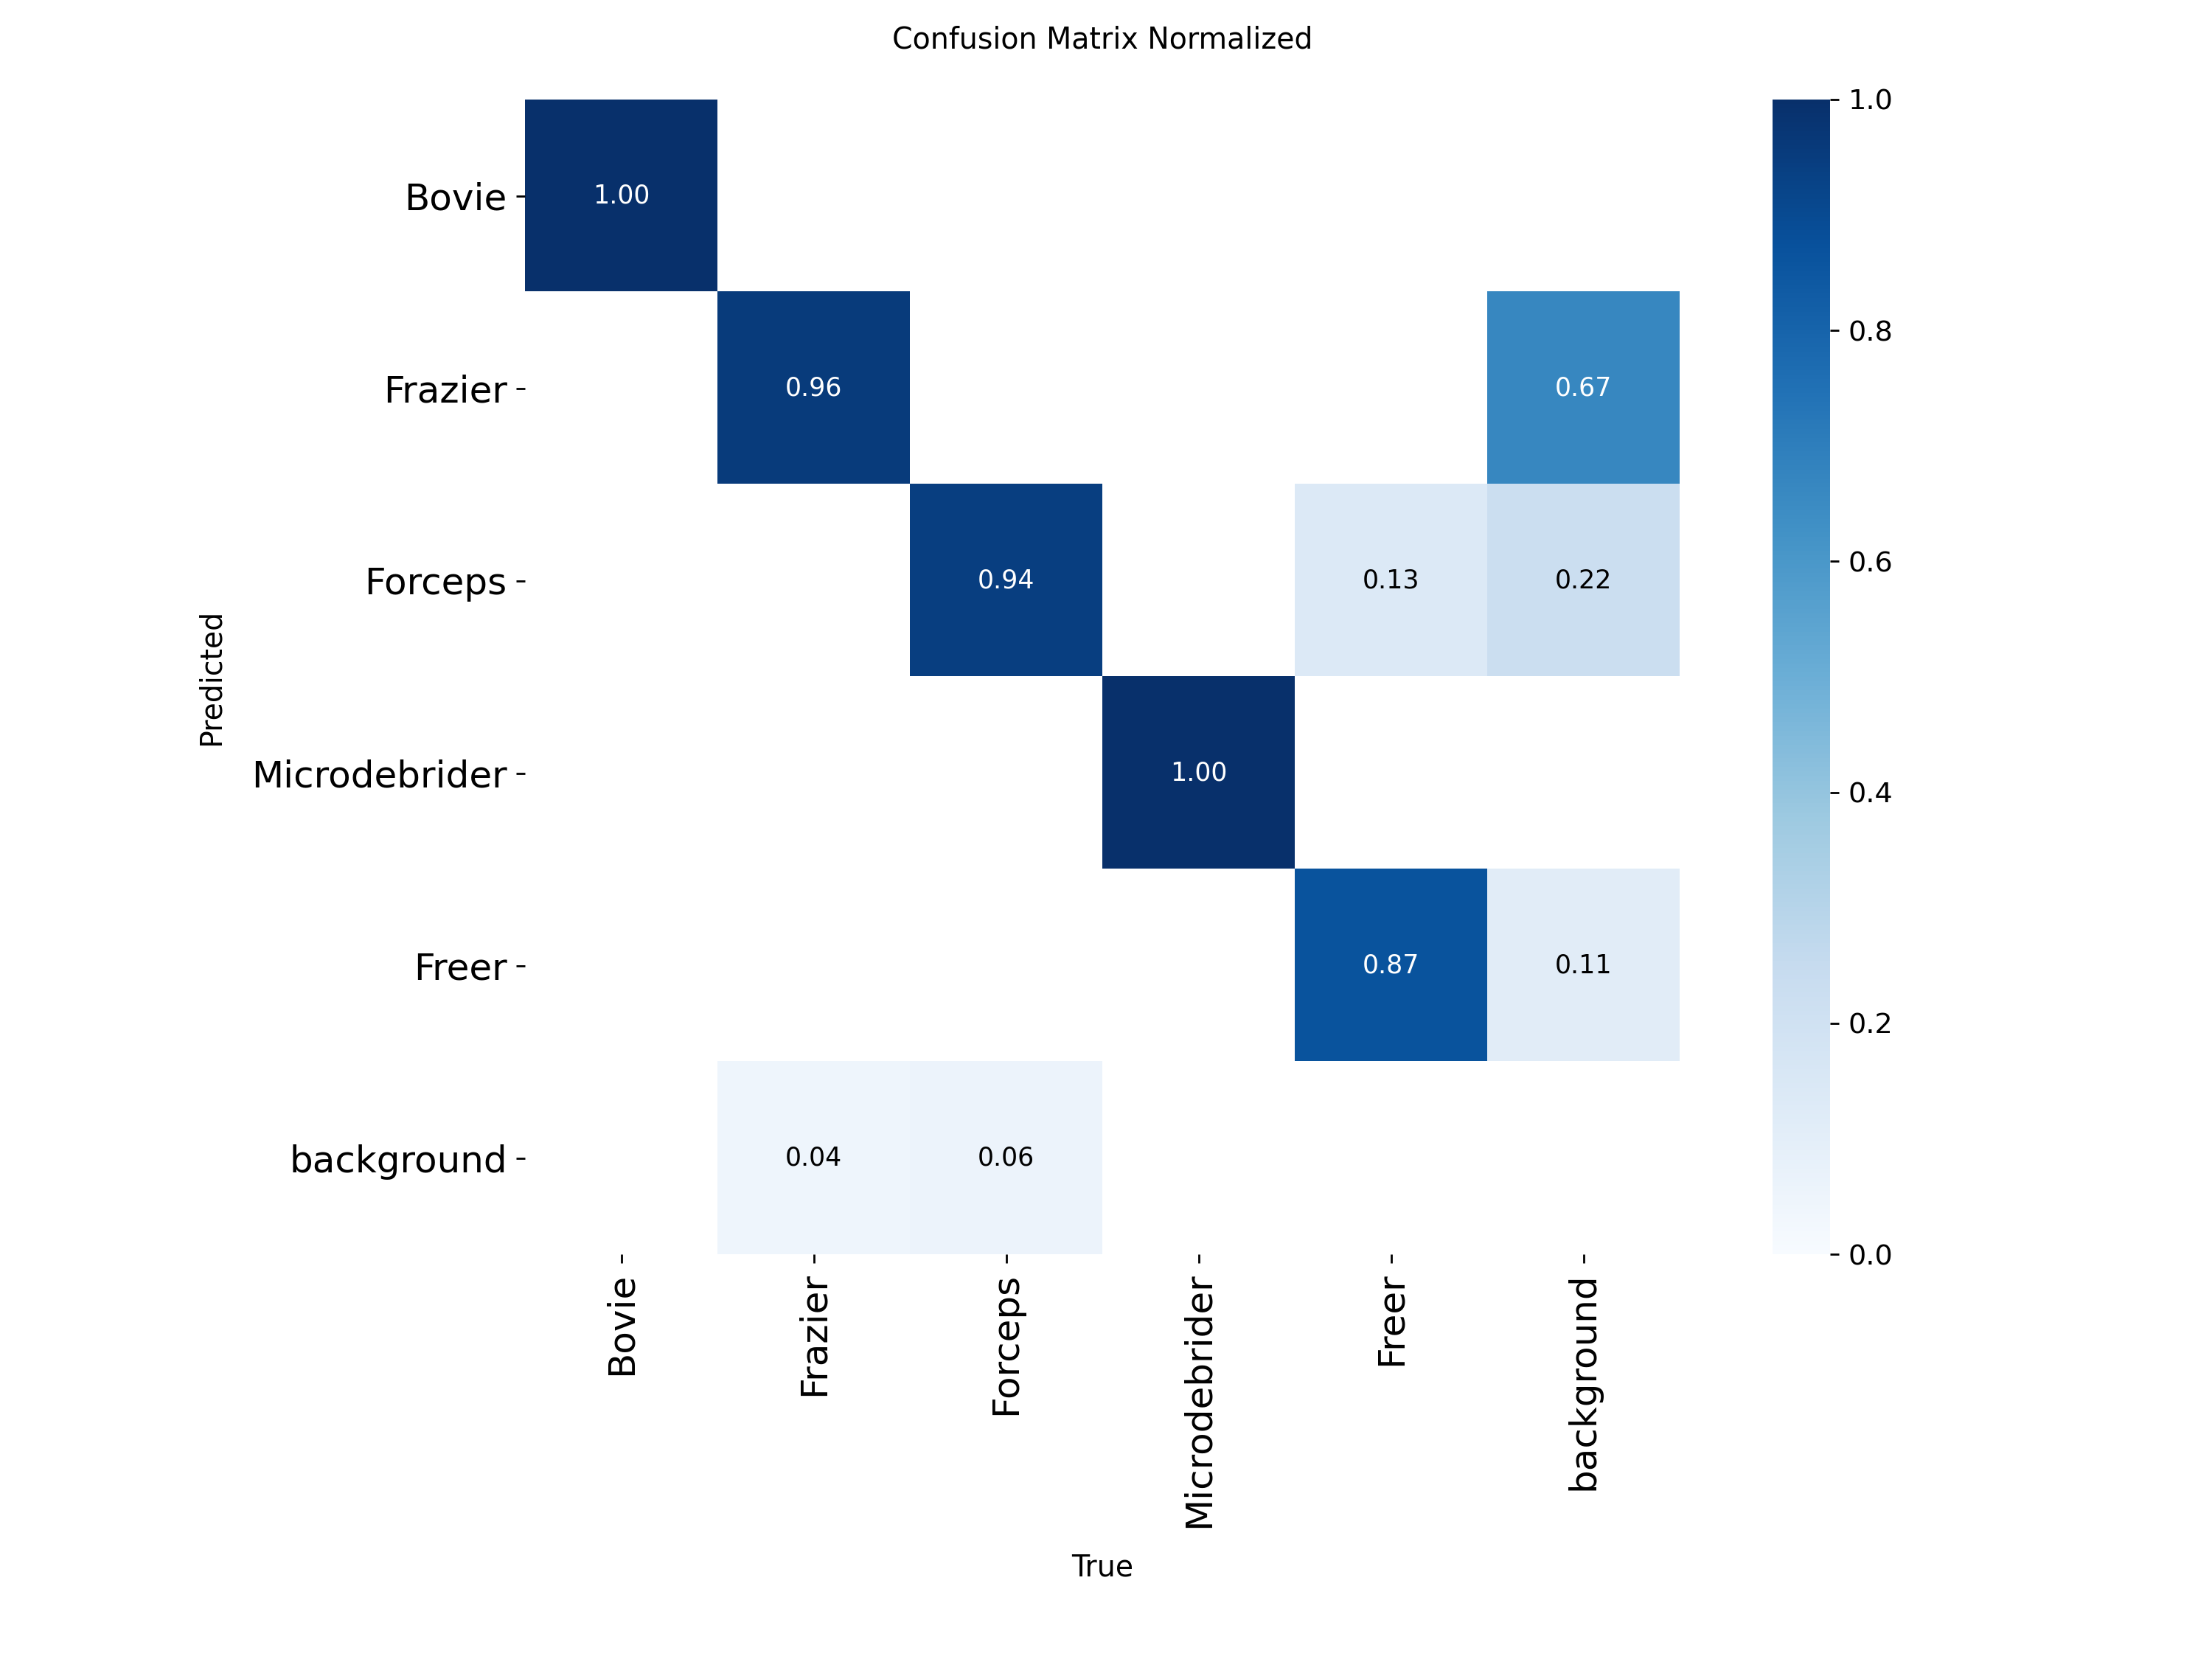 Confusion Matrix Normalized
Predicted
Bovie
1.00
Frazier
0.96
0.67
Forceps
0.94
0.13
0.22
Microdebrider
1.00
Freer
0.87
0.11
background
0.04
0.06
Bovie
Frazier
Forceps
Microdebrider
Freer
background
True
1.0
0.8
0.6
0.4
0.2
0.0